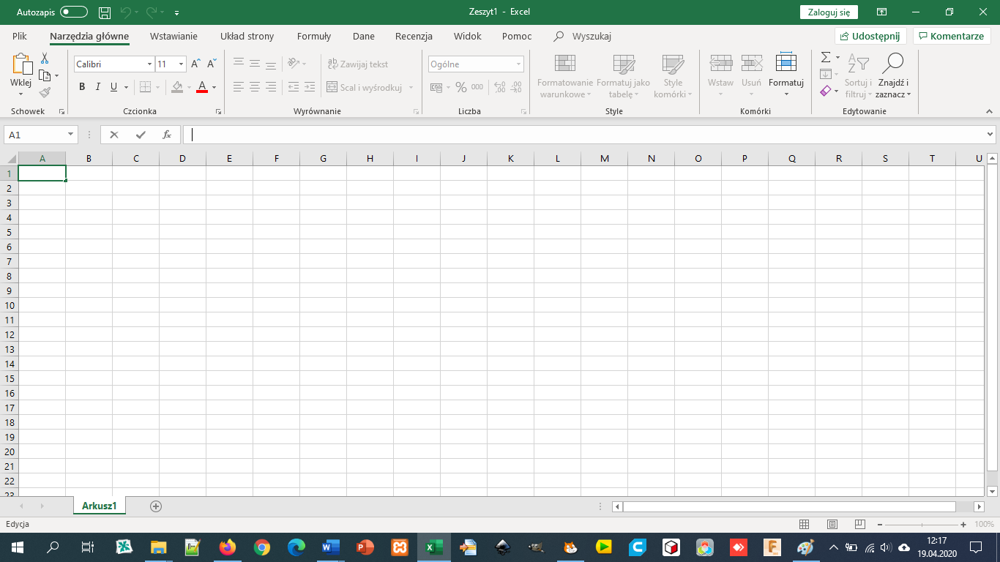 Autozapis Zeszyt1 - Excel Zaloguj się
Plik Narzędzia główne Wstawianie Układ strony Formuły Dane Recenzja Widok Pomoc Wyszukaj Udostępnij Komentarze
Wklej
Schowek
Calibri 11
B I U A
Czcionka
ab Zawijaj tekst
Scal i wyśrodkuj
Wyrównanie
Ogólne
% 000
Liczba
Formatowanie warunkowe
Formatuj jako tabelę
Style komórki
Style
Wstaw Usuń Formatuj
Komórki
Sortuj i filtruj
Znajdź i zaznacz
Edytowanie
A1 fx
A B C D E F G H I J K L M N O P Q R S T U
1
2
3
4
5
6
7
8
9
10
11
12
13
14
15
16
17
18
19
20
21
22
23
Arkusz1
Edycja 100%
12:17
19.04.2020